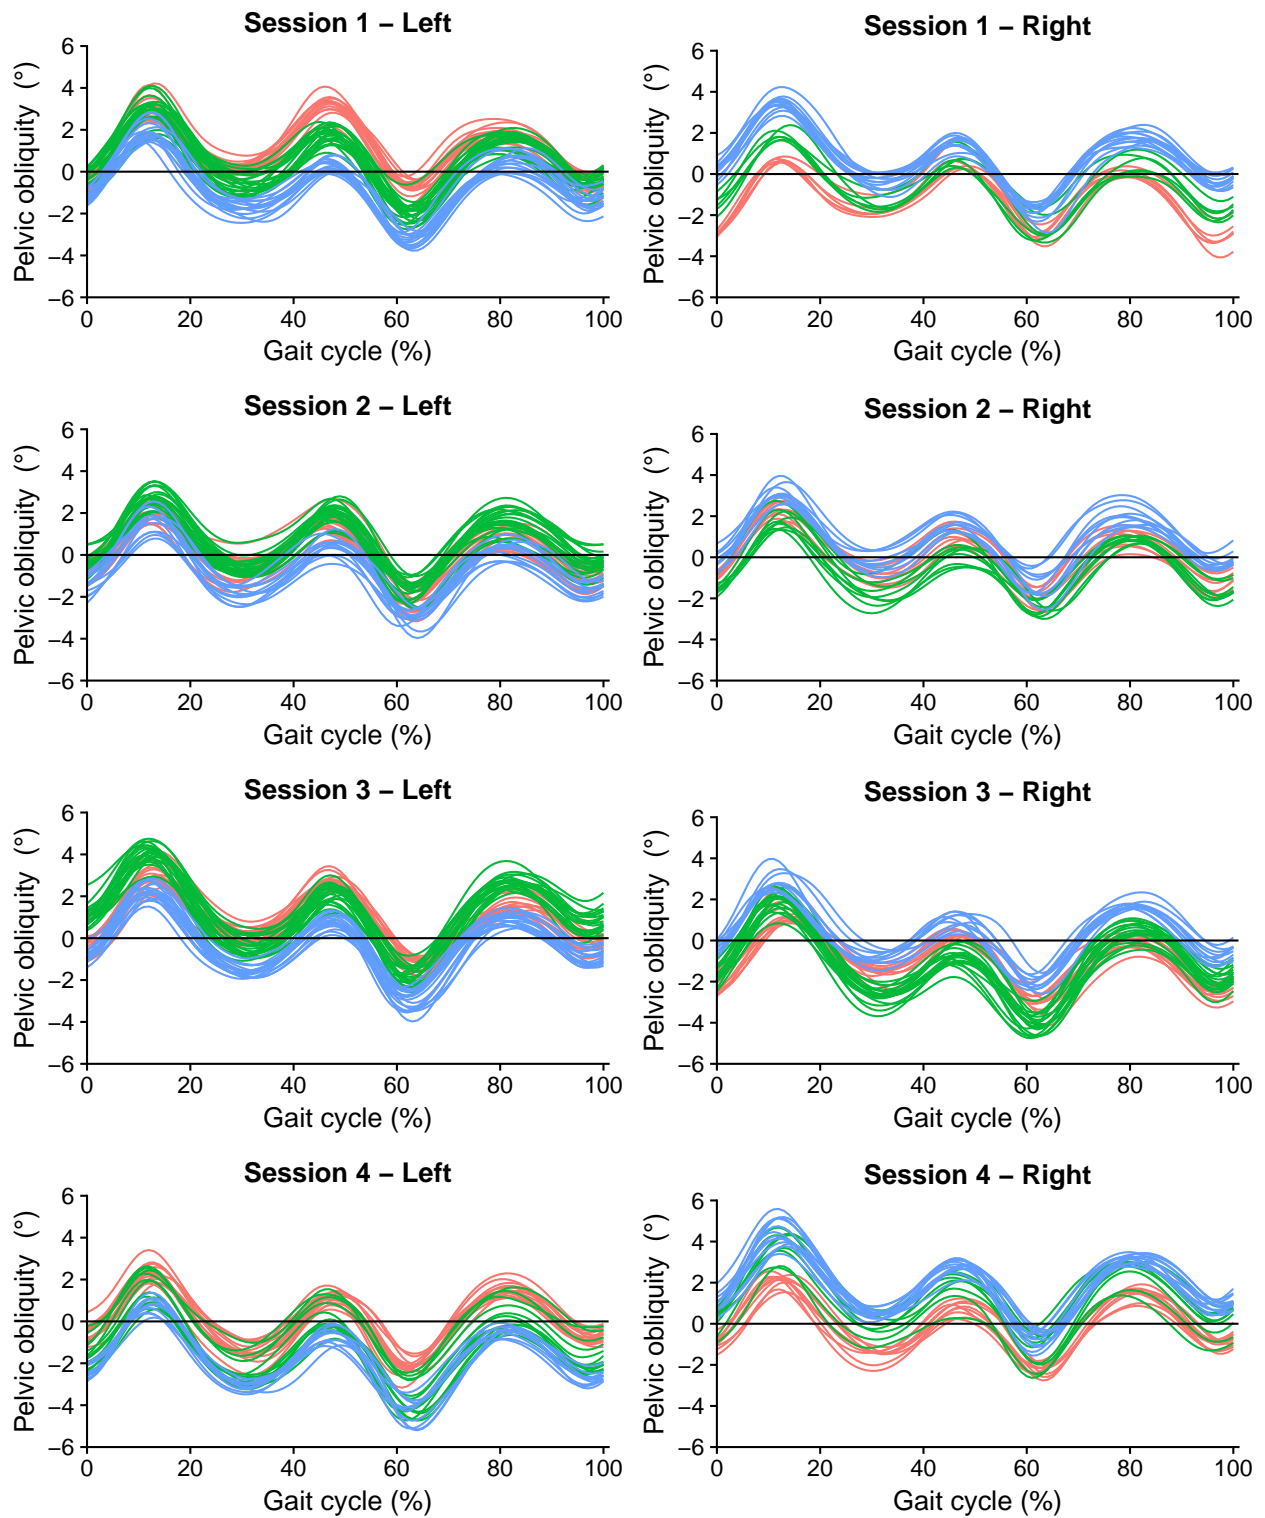 Session 1 – Left
Pelvic obliquity (°)
6
4
2
0
−2
−4
−6
0 20 40 60 80 100
Gait cycle (%)
Session 1 – Right
Pelvic obliquity (°)
6
4
2
0
−2
−4
−6
0 20 40 60 80 100
Gait cycle (%)
Session 2 – Left
Pelvic obliquity (°)
6
4
2
0
−2
−4
−6
0 20 40 60 80 100
Gait cycle (%)
Session 2 – Right
Pelvic obliquity (°)
6
4
2
0
−2
−4
−6
0 20 40 60 80 100
Gait cycle (%)
Session 3 – Left
Pelvic obliquity (°)
6
4
2
0
−2
−4
−6
0 20 40 60 80 100
Gait cycle (%)
Session 3 – Right
Pelvic obliquity (°)
6
4
2
0
−2
−4
−6
0 20 40 60 80 100
Gait cycle (%)
Session 4 – Left
Pelvic obliquity (°)
6
4
2
0
−2
−4
−6
0 20 40 60 80 100
Gait cycle (%)
Session 4 – Right
Pelvic obliquity (°)
6
4
2
0
−2
−4
−6
0 20 40 60 80 100
Gait cycle (%)